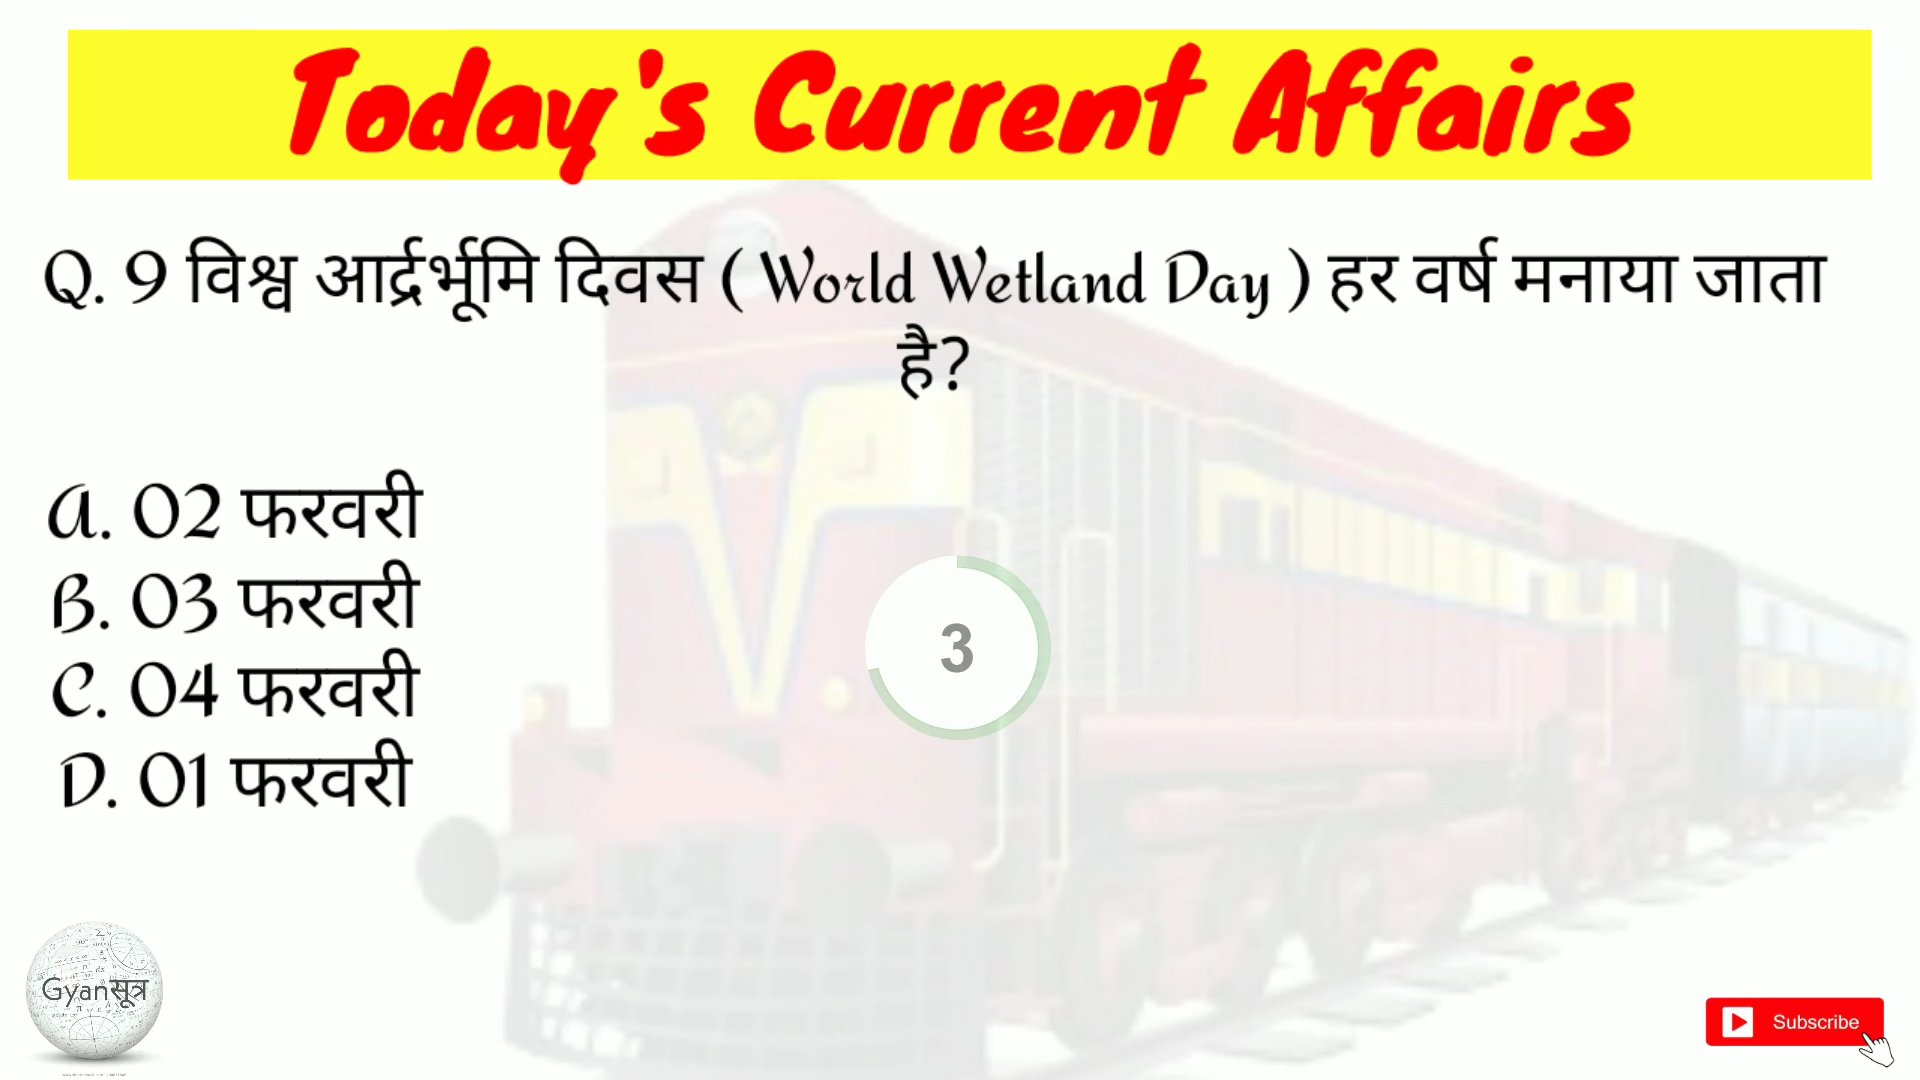 Today's Current Affairs
Q. 9 विश्व आर्द्रर्भूमि दिवस ( World Wetland Day ) हर वर्ष मनाया जाता
है?
A. 02 फरवरी
B. 03 फरवरी
C. 04 फरवरी
D. 01 फरवरी
3
Gyanसूत्र
Subscribe